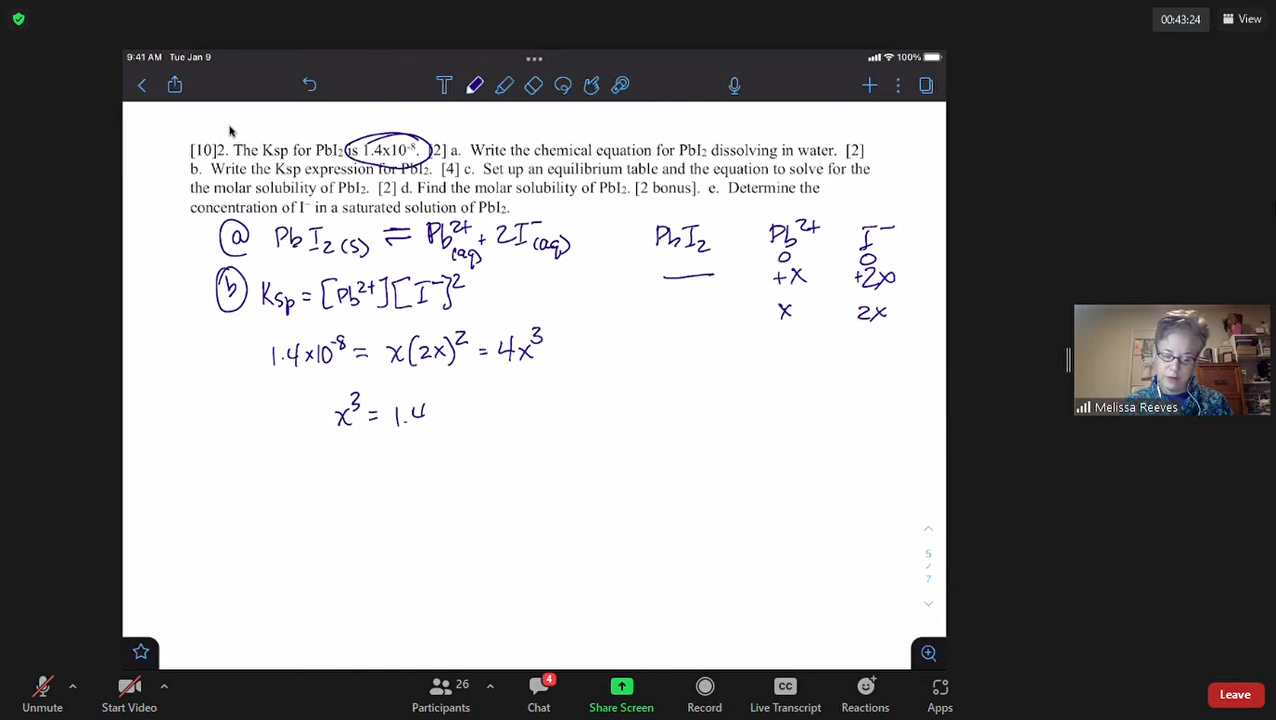 00:43:24 View
9:41 AM Tue Jan 9 100%
[10]2. The Ksp for PbI₂ is 1.4x10⁻⁸. [2] a. Write the chemical equation for PbI₂ dissolving in water. [2]
b. Write the Ksp expression for PbI₂. [4] c. Set up an equilibrium table and the equation to solve for the
the molar solubility of PbI₂. [2] d. Find the molar solubility of PbI₂. [2 bonus]. e. Determine the
concentration of I⁻ in a saturated solution of PbI₂.
ⓐ PbI₂(s) ⇌ Pb²⁺(aq) + 2I⁻(aq)
PbI₂ Pb²⁺ I⁻
0 0
— +x +2x
x 2x
ⓑ Ksp = [Pb²⁺][I⁻]²
1.4×10⁻⁸ = x(2x)² = 4x³
x³ = 1.4
5
/
7
Melissa Reeves
Unmute
Start Video
26
Participants
4
Chat
Share Screen
Record
CC
Live Transcript
Reactions
Apps
Leave